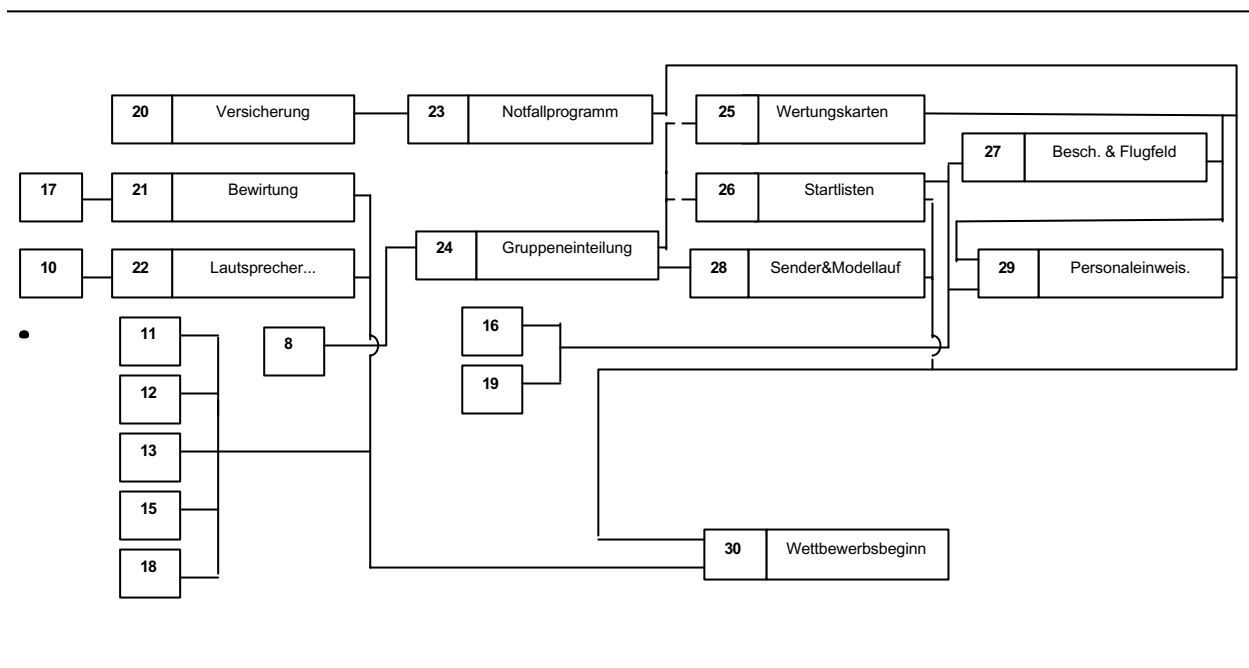 20 Versicherung
23 Notfallprogramm
25 Wertungskarten
27 Besch. & Flugfeld
17
21 Bewirtung
26 Startlisten
24 Gruppeneinteilung
10
22 Lautsprecher...
28 Sender&Modellauf
29 Personaleinweis.
11
8
16
12
19
13
15
18
30 Wettbewerbsbeginn